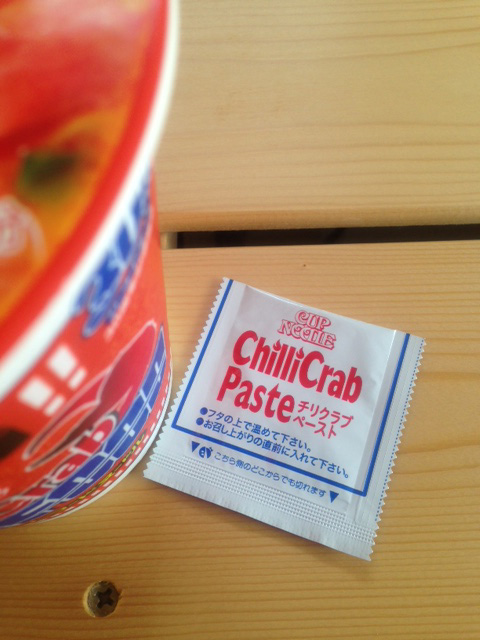 CUP
NOODLE
ChilliCrab
Paste
チリクラブ
ペースト
●フタの上で温めて下さい。
●お召し上がりの直前に入れて下さい。
▼ev こちら側のどこからでも切れます▼
!!